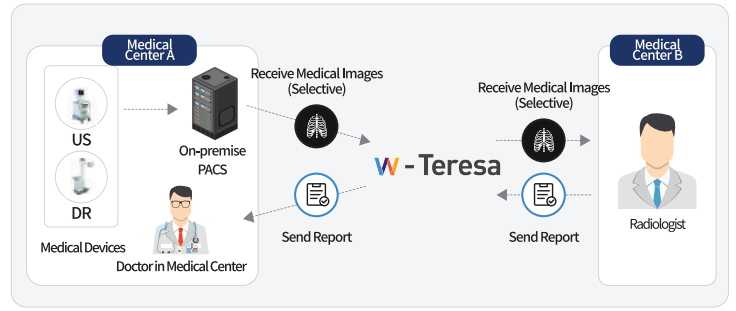 Medical
Center A
Medical
Center B
Receive Medical Images
(Selective)
Receive Medical Images
(Selective)
US
On-premise
PACS
W-Teresa
DR
Radiologist
Send Report
Send Report
Medical Devices
Doctor in Medical Center